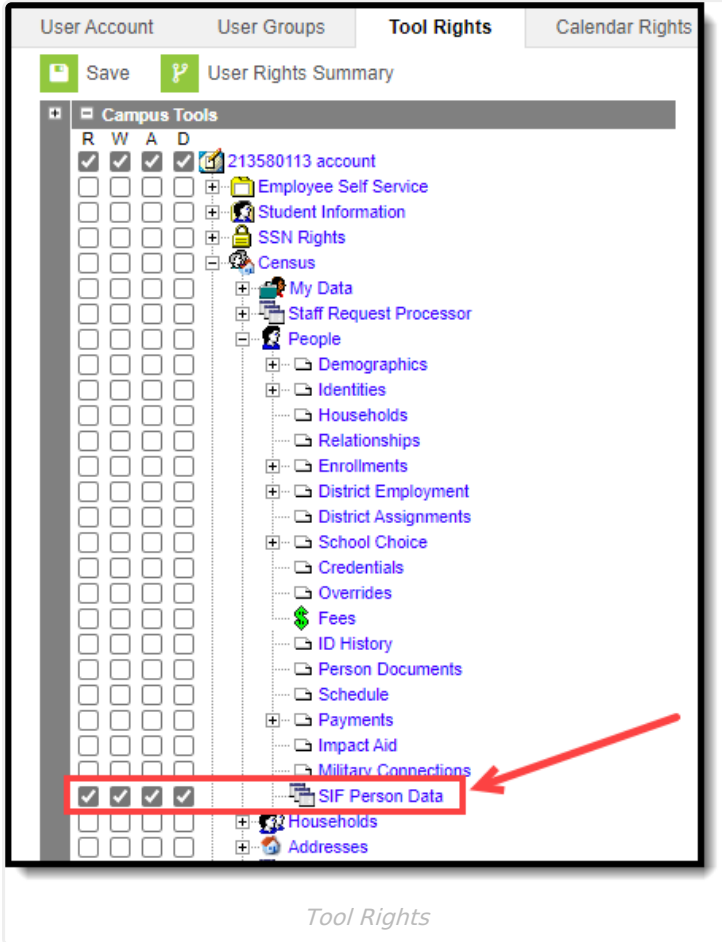 User Account User Groups Tool Rights Calendar Rights
Save User Rights Summary
Campus Tools
R W A D
213580113 account
Employee Self Service
Student Information
SSN Rights
Census
My Data
Staff Request Processor
People
Demographics
Identities
Households
Relationships
Enrollments
District Employment
District Assignments
School Choice
Credentials
Overrides
Fees
ID History
Person Documents
Schedule
Payments
Impact Aid
Military Connections
SIF Person Data
Households
Addresses
Tool Rights